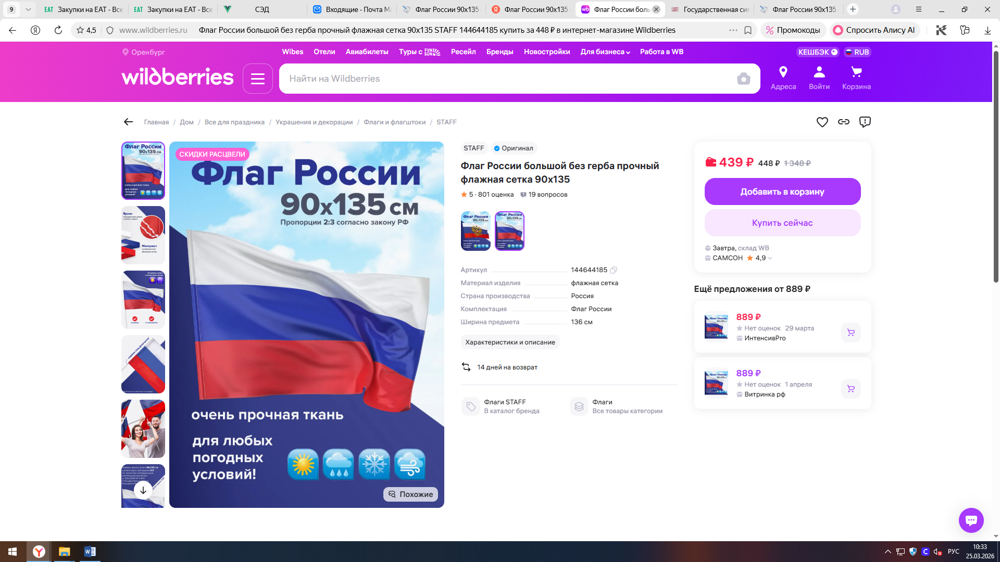 9
Закупки на ЕАТ - Все
Закупки на ЕАТ - Все
СЭД
Входящие - Почта Ma
Флаг России 90x135
Флаг России 90x135
Флаг России боль
Государственная си
Флаг России 90x135
4,5
www.wildberries.ru
Флаг России большой без герба прочный флажная сетка 90x135 STAFF 144644185 купить за 448 ₽ в интернет-магазине Wildberries
Промокоды
Спросить Алису AI
Оренбург
Wibes
Отели
Авиабилеты
Туры с FUN SUN
Ресейл
Бренды
Новостройки
Для бизнеса
Работа в WB
КЕШБЭК
RUB
wildberries
Найти на Wildberries
Адреса
Войти
Корзина
Главная / Дом / Все для праздника / Украшения и декорации / Флаги и флагштоки / STAFF
СКИДКИ РАСЦВЕЛИ
Флаг России
90x135 см
Пропорции 2:3 согласно закону РФ
очень прочная ткань
для любых
погодных
условий!
Похожие
STAFF
Оригинал
Флаг России большой без герба прочный
флажная сетка 90x135
5 · 801 оценка
19 вопросов
Артикул 144644185
Материал изделия флажная сетка
Страна производства Россия
Комплектация Флаг России
Ширина предмета 136 см
Характеристики и описание
14 дней на возврат
Флаги STAFF
В каталог бренда
Флаги
Все товары категории
439 ₽ 448 ₽ 1 348 ₽
Добавить в корзину
Купить сейчас
Завтра, склад WB
САМСОН 4,9
Ещё предложения от 889 ₽
889 ₽
Нет оценок 29 марта
ИнтенсивPro
889 ₽
Нет оценок 1 апреля
Витринка рф
РУС
10:33
25.03.2026